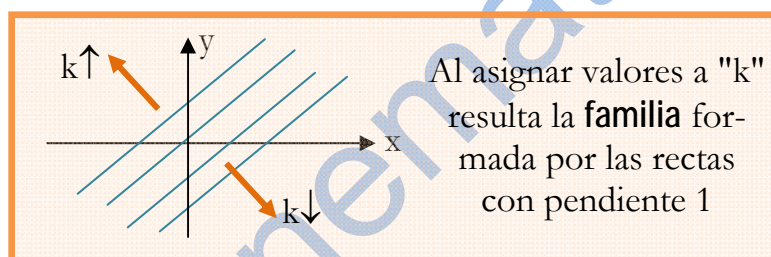 y
k↑
x
k↓
Al asignar valores a "k"
resulta la familia for-
mada por las rectas
con pendiente 1